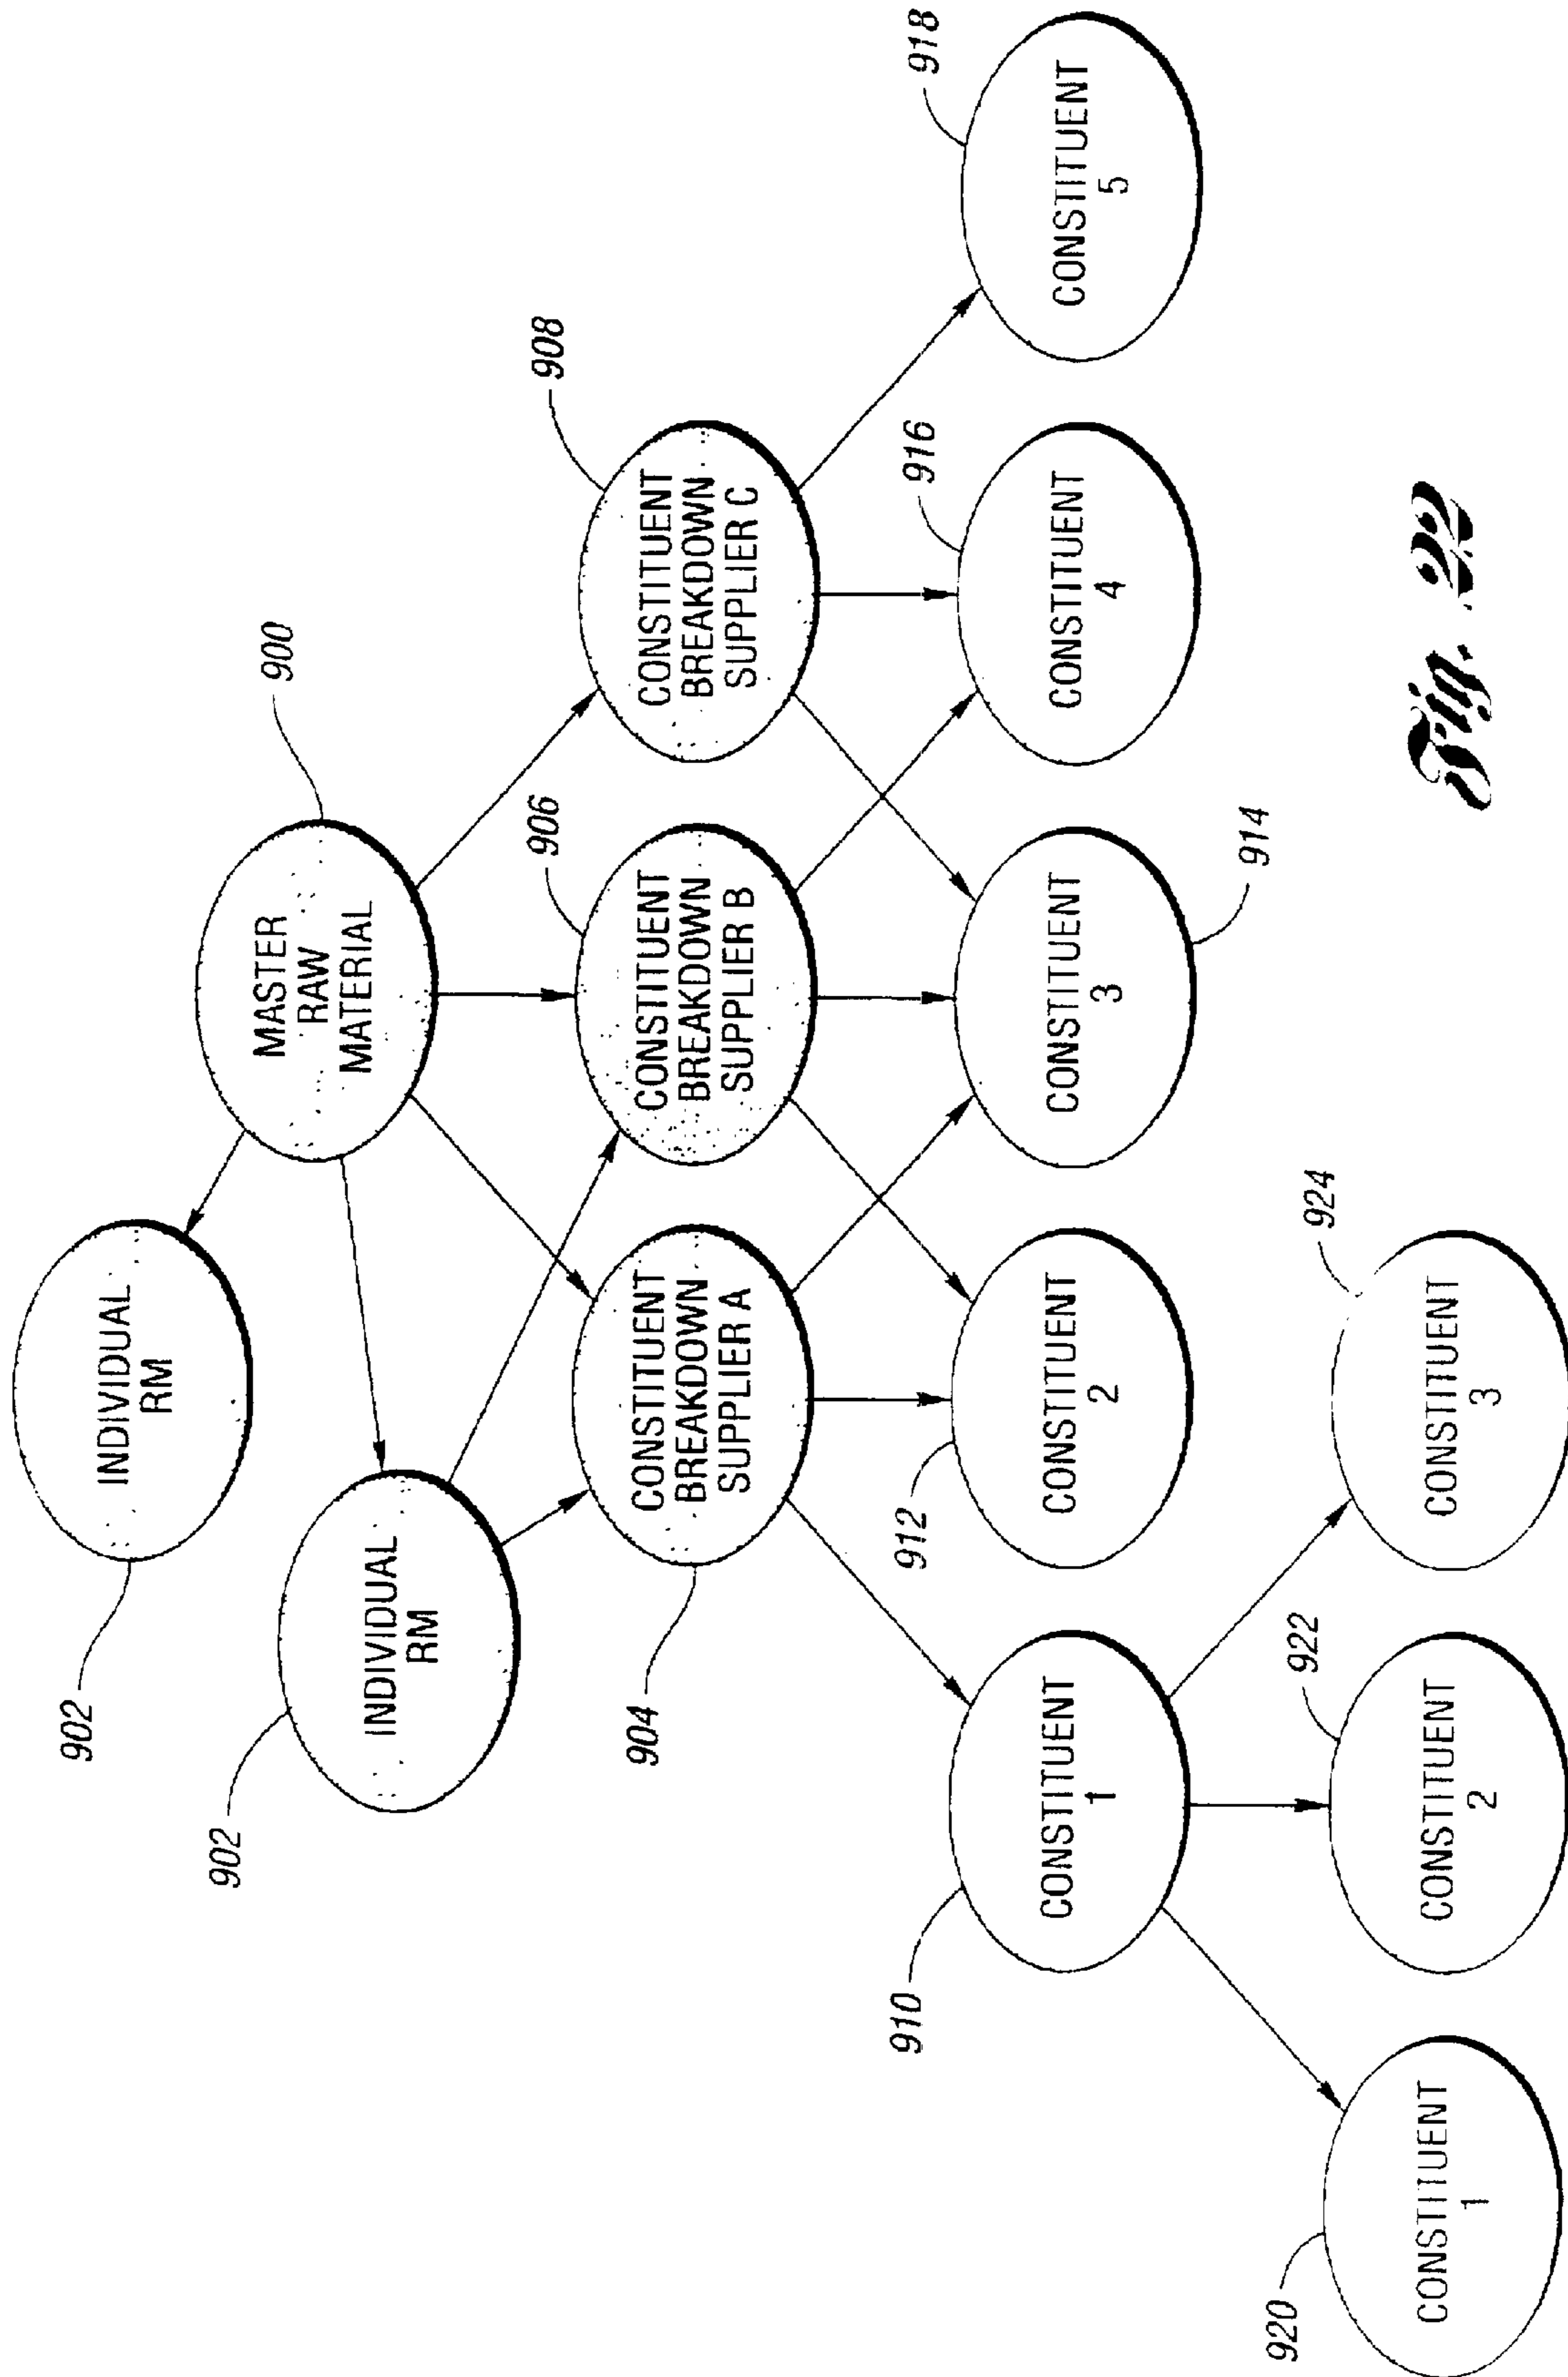 902
INDIVIDUAL
RM
900
MASTER
RAW
MATERIAL
902
INDIVIDUAL
RM
904
CONSTITUENT
BREAKDOWN
SUPPLIER A
906
CONSTITUENT
BREAKDOWN
SUPPLIER B
908
CONSTITUENT
BREAKDOWN
SUPPLIER C
910
CONSTITUENT
1
912
CONSTITUENT
2
CONSTITUENT
3
914
916
CONSTITUENT
4
918
CONSTITUENT
5
920
CONSTITUENT
1
922
CONSTITUENT
2
924
CONSTITUENT
3
Fig. 22